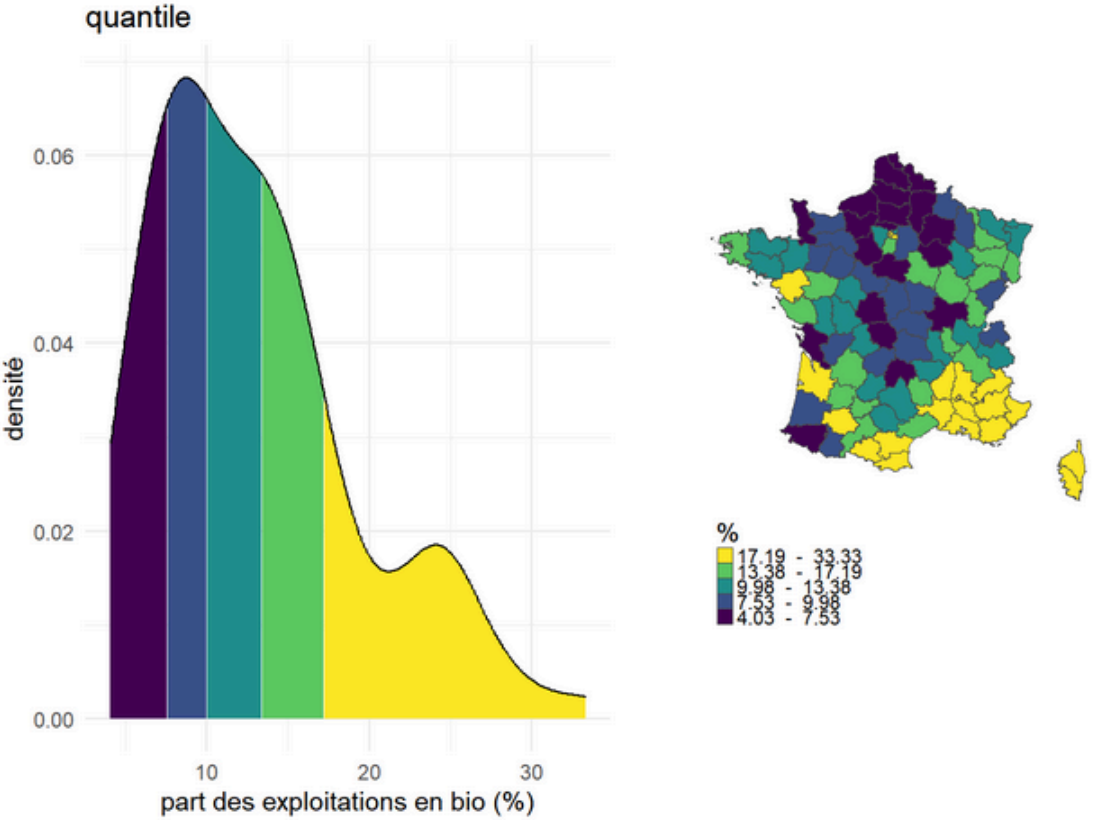 quantile
densité
0.06
0.04
0.02
0.00
10 20 30
part des exploitations en bio (%)
%
17.19 - 33.33
13.38 - 17.19
9.98 - 13.38
7.53 - 9.98
4.03 - 7.53